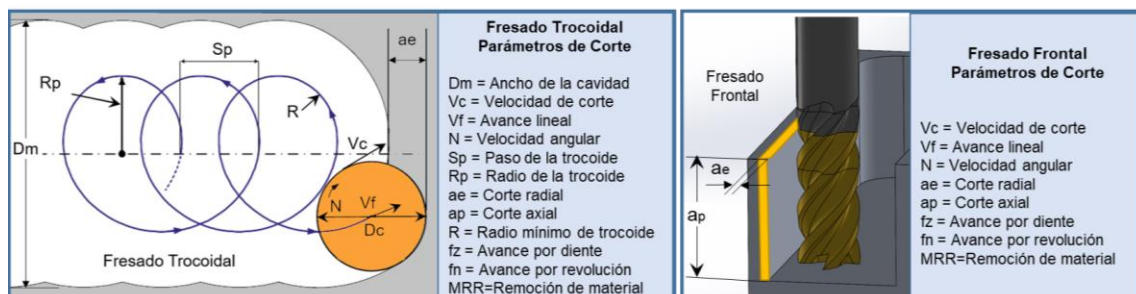 Sp
ae
Rp
R
Dm
Vc
N
Vf
Dc
Fresado Trocoidal
Fresado Trocoidal
Parámetros de Corte
Dm = Ancho de la cavidad
Vc = Velocidad de corte
Vf = Avance lineal
N = Velocidad angular
Sp = Paso de la trocoide
Rp = Radio de la trocoide
ae = Corte radial
ap = Corte axial
R = Radio mínimo de trocoide
fz = Avance por diente
fn = Avance por revolución
MRR=Remoción de material
Fresado
Frontal
ae
ap
Fresado Frontal
Parámetros de Corte
Vc = Velocidad de corte
Vf = Avance lineal
N = Velocidad angular
ae = Corte radial
ap = Corte axial
fz = Avance por diente
fn = Avance por revolución
MRR=Remoción de material